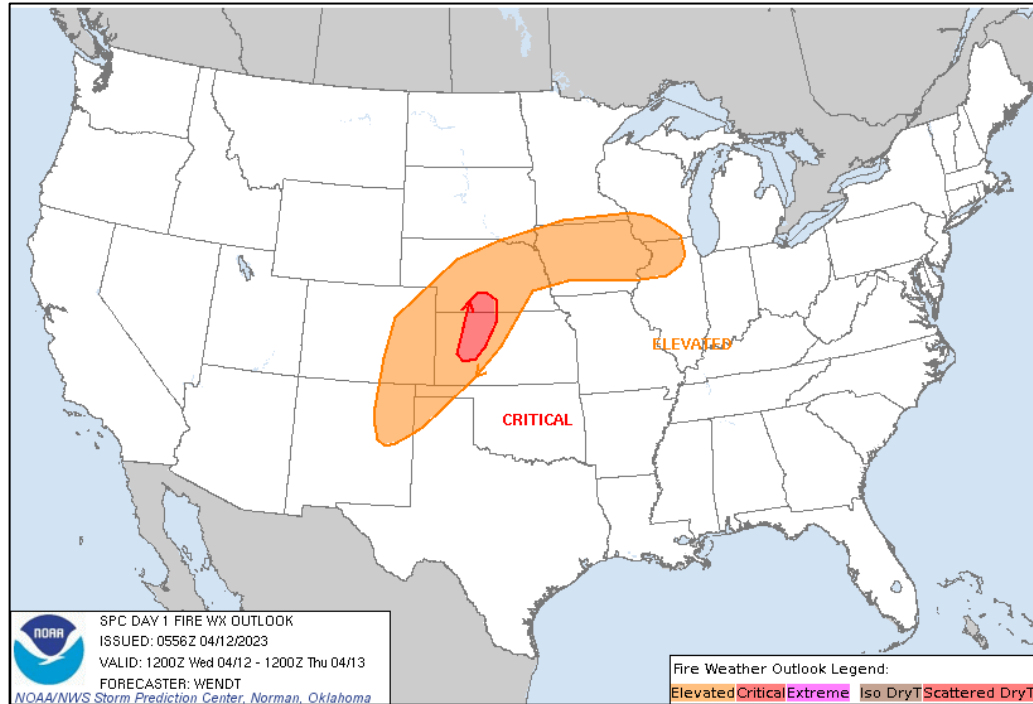 ELEVATED
CRITICAL
NOAA
SPC DAY 1 FIRE WX OUTLOOK
ISSUED: 0556Z 04/12/2023
VALID: 1200Z Wed 04/12 - 1200Z Thu 04/13
FORECASTER: WENDT
NOAA/NWS Storm Prediction Center, Norman, Oklahoma
Fire Weather Outlook Legend:
Elevated Critical Extreme Iso DryT Scattered DryT